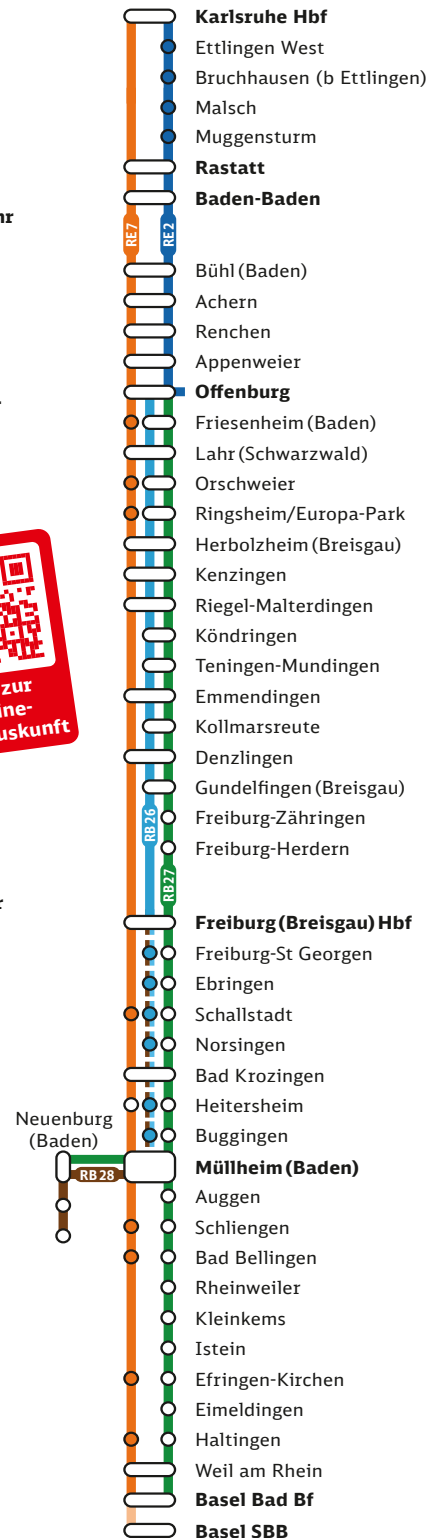 Karlsruhe Hbf
Ettlingen West
Bruchhausen (b Ettlingen)
Malsch
Muggensturm
Rastatt
Baden-Baden
RE 7
RE 2
Bühl (Baden)
Achern
Renchen
Appenweier
Offenburg
Friesenheim (Baden)
Lahr (Schwarzwald)
Orschweier
Ringsheim/Europa-Park
Herbolzheim (Breisgau)
Kenzingen
Riegel-Malterdingen
Köndringen
Teningen-Mundingen
zur
Emmendingen
Kollmarsreute
Denzlingen
Gundelfingen (Breisgau)
RB 26
Freiburg-Zähringen
Freiburg-Herdern
RB 27
Freiburg (Breisgau) Hbf
Freiburg-St Georgen
Ebringen
Schallstadt
Norsingen
Bad Krozingen
Heitersheim
Neuenburg
(Baden)
Buggingen
Müllheim (Baden)
RB 28
Auggen
Schliengen
Bad Bellingen
Rheinweiler
Kleinkems
Istein
Efringen-Kirchen
Eimeldingen
Haltingen
Weil am Rhein
Basel Bad Bf
Basel SBB